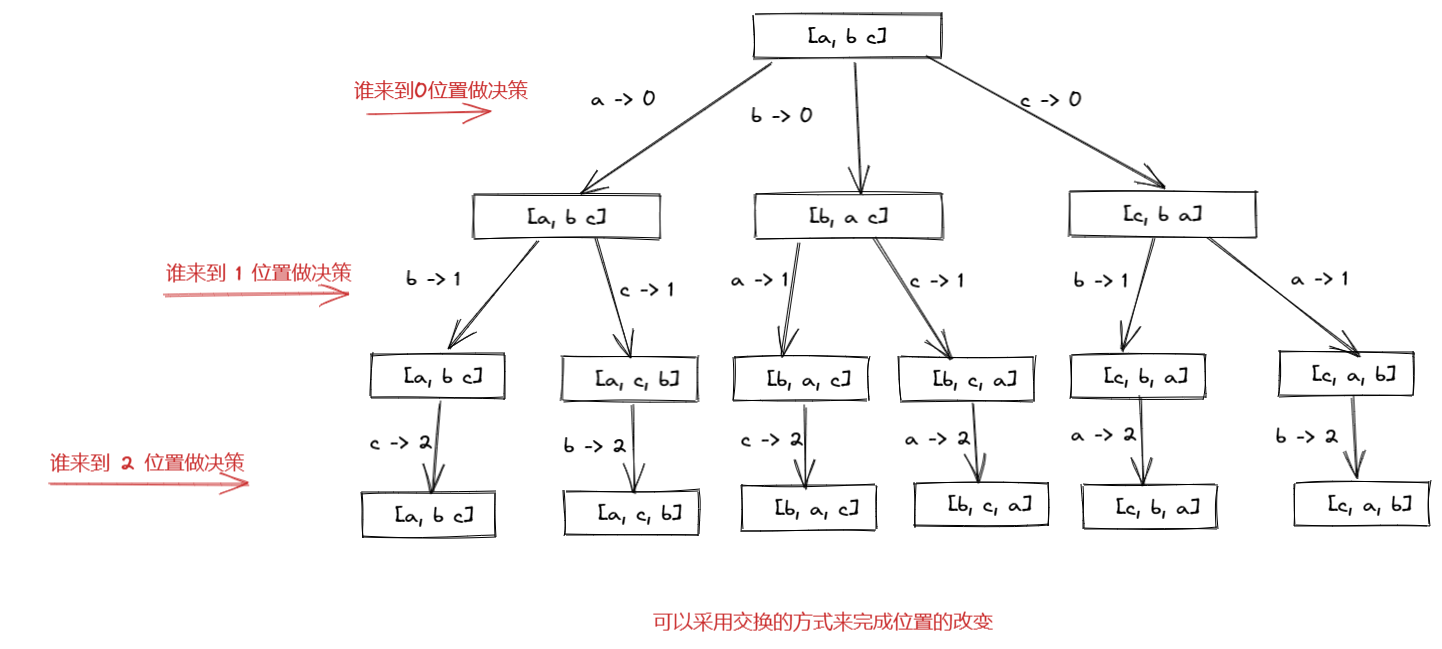 [a, b c]
谁来到0位置做决策
a -> 0
b -> 0
c -> 0
[a, b c]
[b, a c]
[c, b a]
谁来到 1 位置做决策
b -> 1
c -> 1
a -> 1
c -> 1
b -> 1
a -> 1
[a, b c]
[a, c, b]
[b, a, c]
[b, c, a]
[c, b, a]
[c, a, b]
谁来到 2 位置做决策
c -> 2
b -> 2
c -> 2
a -> 2
a -> 2
b -> 2
[a, b c]
[a, c, b]
[b, a, c]
[b, c, a]
[c, b, a]
[c, a, b]
可以采用交换的方式来完成位置的改变